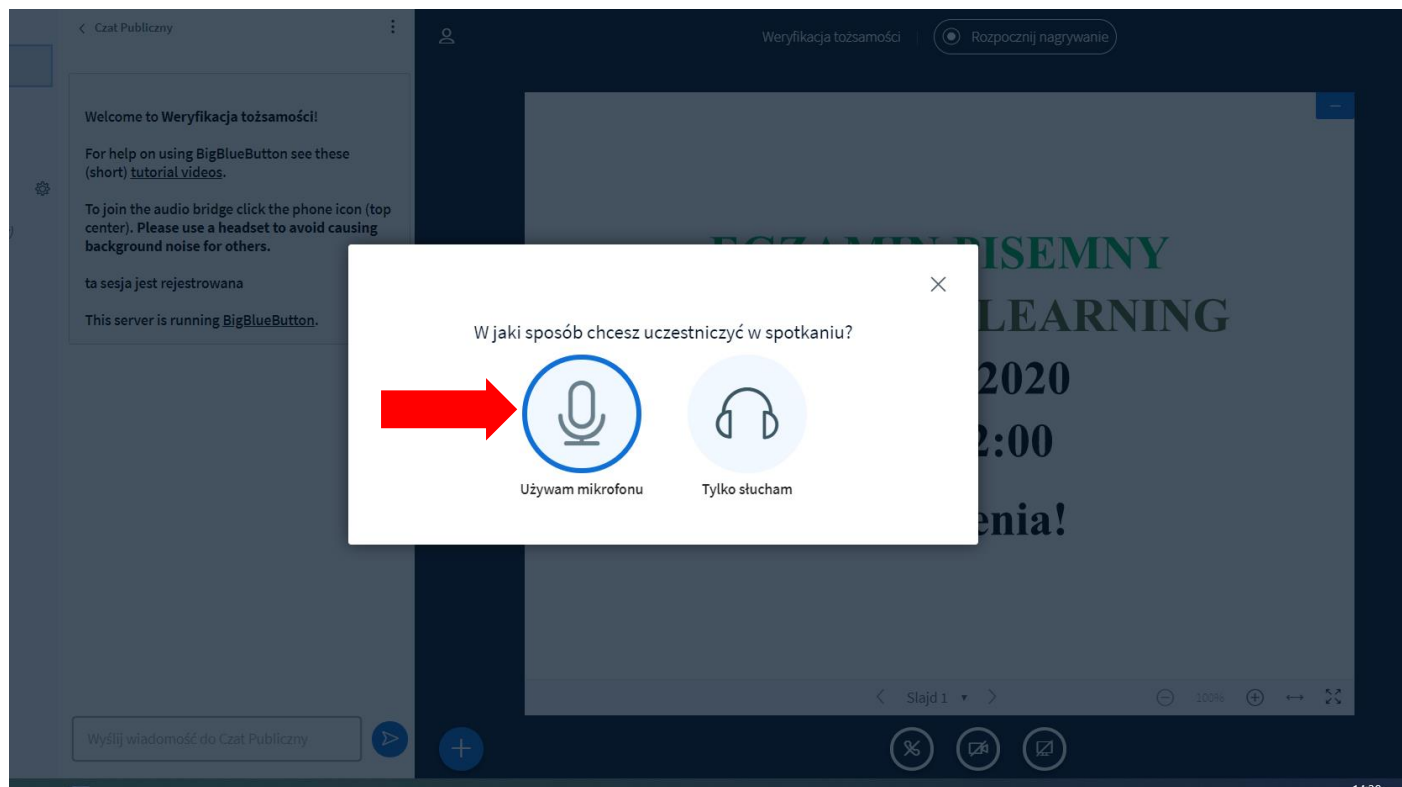 Czat Publiczny
Weryfikacja tożsamości
Rozpocznij nagrywanie
Welcome to Weryfikacja tożsamości!
For help on using BigBlueButton see these
(short) tutorial videos.
To join the audio bridge click the phone icon (top
center). Please use a headset to avoid causing
background noise for others.
ta sesja jest rejestrowana
This server is running BigBlueButton.
EGZAMIN PISEMNY
LEARNING
2020
2:00
enia!
W jaki sposób chcesz uczestniczyć w spotkaniu?
Używam mikrofonu
Tylko słucham
Slajd 1
100%
Wyślij wiadomość do Czat Publiczny